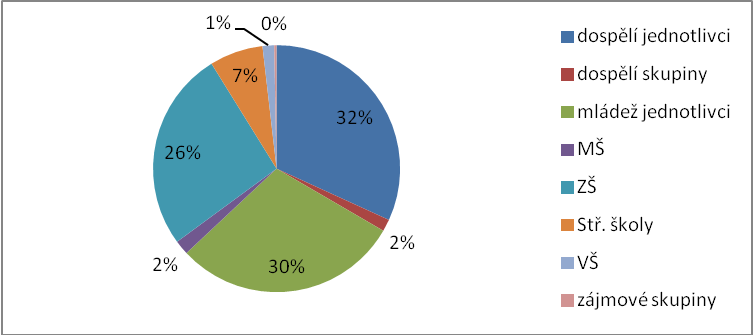 1%
0%
7%
32%
26%
2%
30%
2%
dospělí jednotlivci
dospělí skupiny
mládež jednotlivci
MŠ
ZŠ
Stř. školy
VŠ
zájmové skupiny